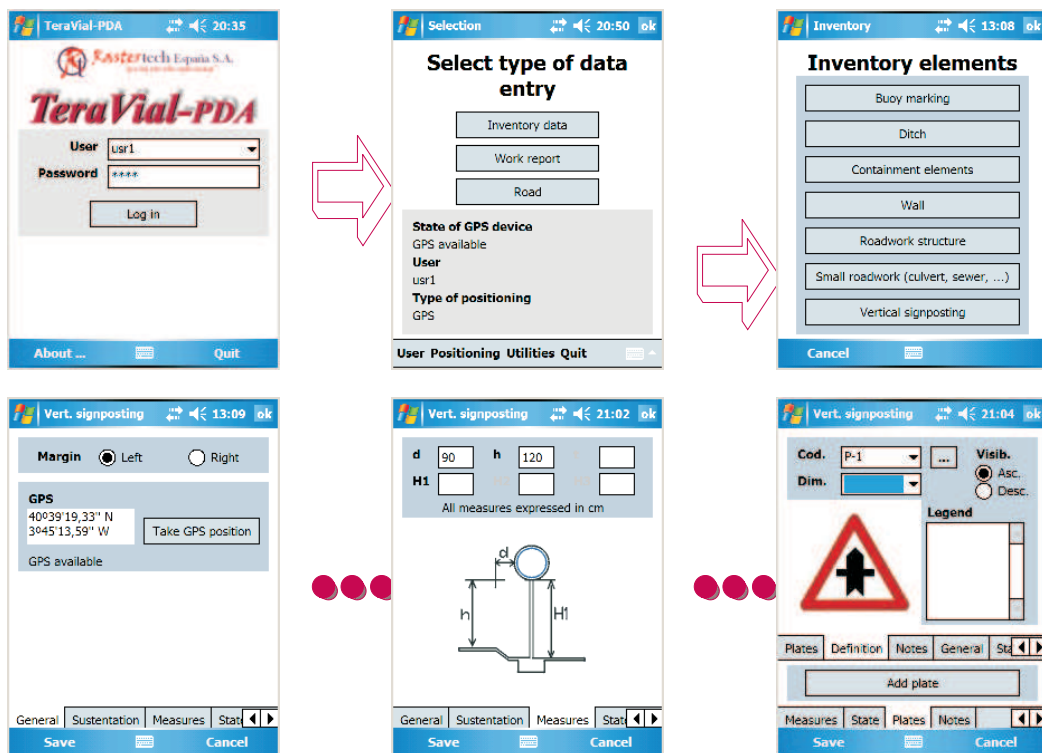 TeraVial-PDA 20:35
Rastertech España S.A.
TeraVial-PDA
User usr1
Password ****
Log in
About ... Quit
Selection 20:50 ok
Select type of data
entry
Inventory data
Work report
Road
State of GPS device
GPS available
User
usr1
Type of positioning
GPS
User Positioning Utilities Quit
Inventory 13:08 ok
Inventory elements
Buoy marking
Ditch
Containment elements
Wall
Roadwork structure
Small roadwork (culvert, sewer, ...)
Vertical signposting
Cancel
Vert. signposting 13:09 ok
Margin Left Right
GPS
40º39'19,33" N
3º45'13,59" W
Take GPS position
GPS available
General Sustentation Measures Stat
Save Cancel
Vert. signposting 21:02 ok
d 90 h 120
H1 H2 H3
All measures expressed in cm
d
h H1
General Sustentation Measures Stat
Save Cancel
Vert. signposting 21:04 ok
Cod. P-1 ... Visib.
Asc.
Dim. Desc.
Legend
Plates Definition Notes General Sta
Add plate
Measures State Plates Notes
Save Cancel